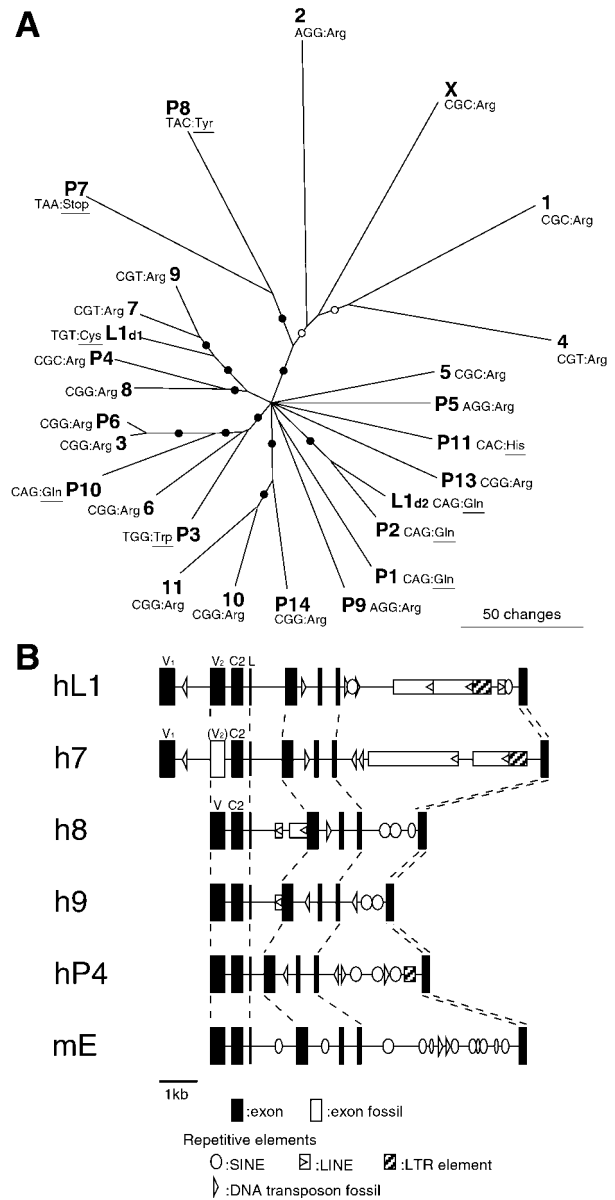 A
2
AGG:Arg
X
CGC:Arg
P8
TAC:Tyr
P7
TAA:Stop
1
CGC:Arg
9
CGT:Arg
7
CGT:Arg
L1d1
TGT:Cys
P4
CGC:Arg
8
CGG:Arg
P6
CGG:Arg
3
CGG:Arg
P10
CAG:Gln
6
CGG:Arg
P3
TGG:Trp
11
CGG:Arg
10
CGG:Arg
P14
CGG:Arg
P9 AGG:Arg
P1 CAG:Gln
P2 CAG:Gln
L1d2 CAG:Gln
P13 CGG:Arg
P11 CAC:His
P5 AGG:Arg
5 CGC:Arg
4
CGT:Arg
50 changes
B
V1 V2 C2 L
hL1
V1 (V2) C2
h7
V C2
h8
h9
hP4
mE
1kb
:exon :exon fossil
Repetitive elements
:SINE :LINE :LTR element
:DNA transposon fossil